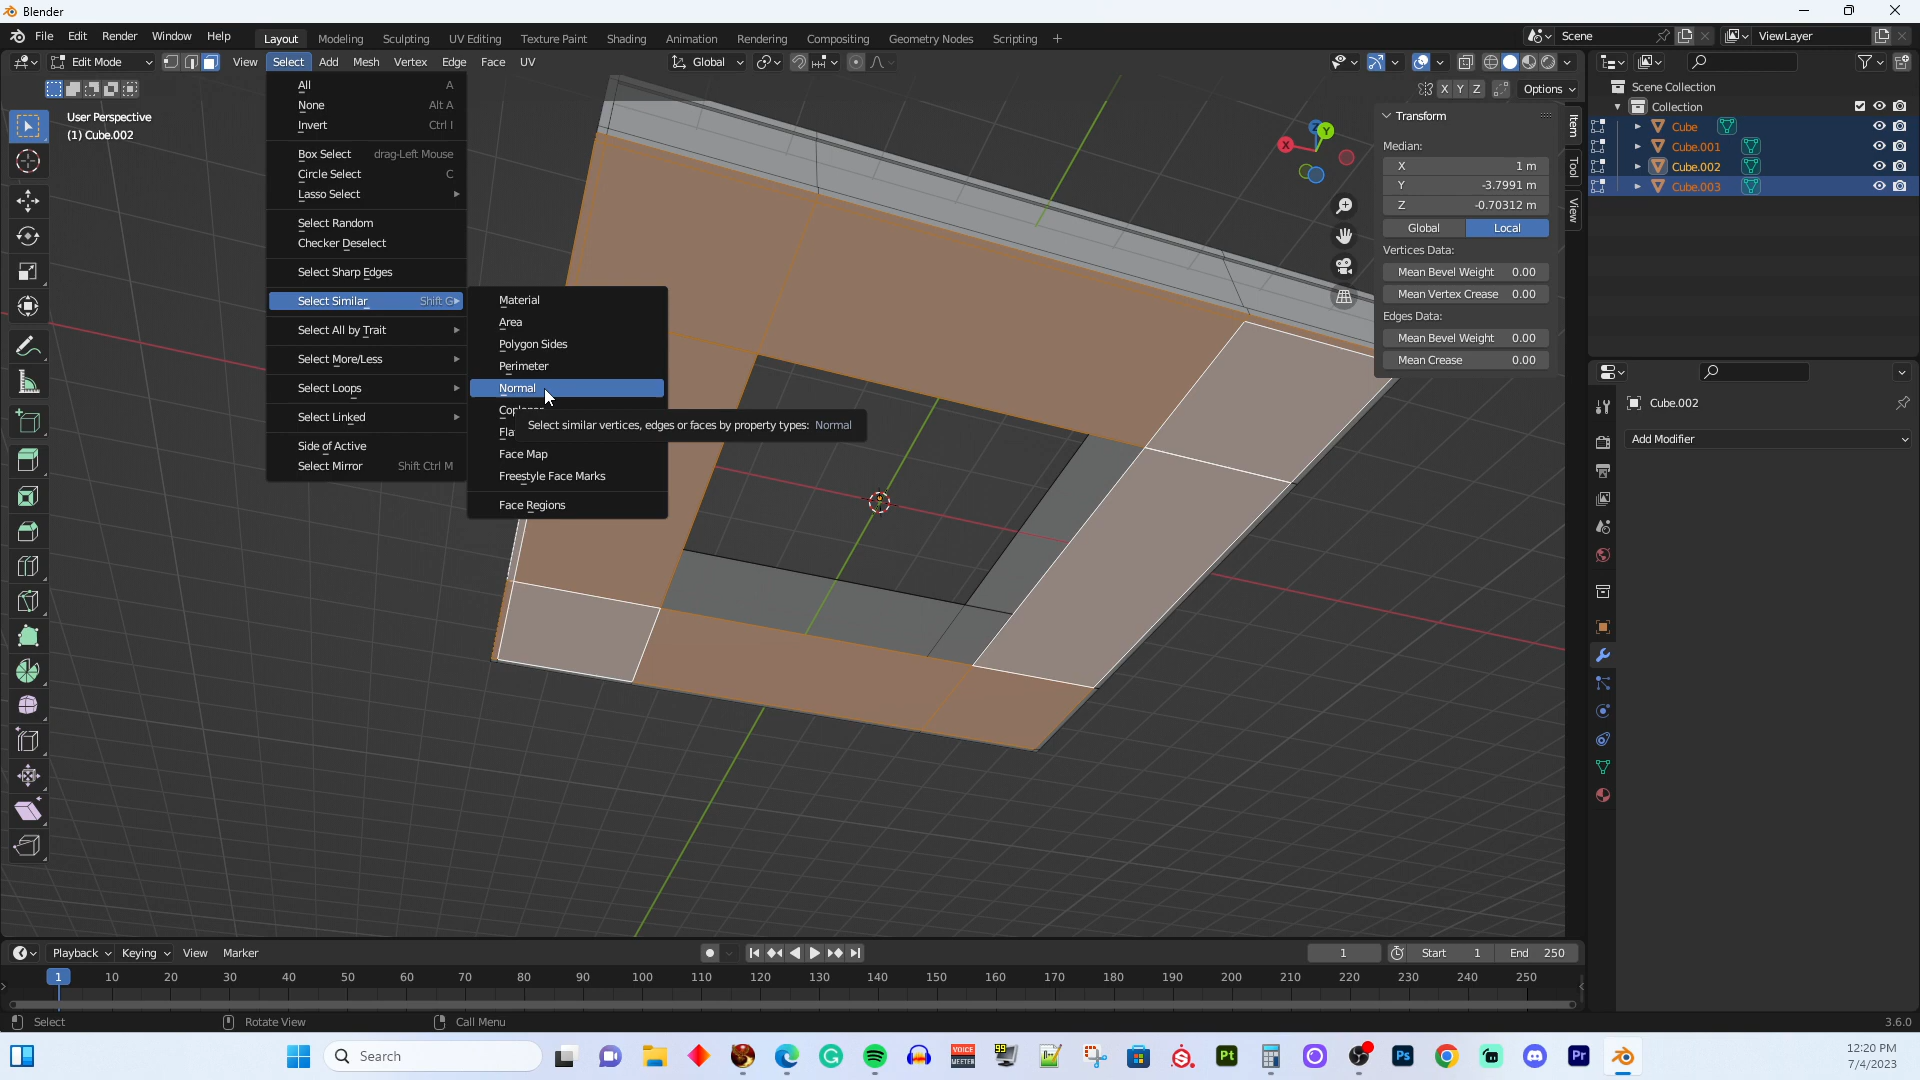 Blender
File Edit Render Window Help
Layout Modeling Sculpting UV Editing Texture Paint Shading Animation Rendering Compositing Geometry Nodes Scripting +
Scene
ViewLayer
Edit Mode
View Select Add Mesh Vertex Edge Face UV
Global
X Y Z
Options
User Perspective
(1) Cube.002
All A
None Alt A
Invert Ctrl I
Box Select drag-Left Mouse
Circle Select C
Lasso Select
Select Random
Checker Deselect
Select Sharp Edges
Select Similar Shift G
Select All by Trait
Select More/Less
Select Loops
Select Linked
Side of Active
Select Mirror Shift Ctrl M
Material
Area
Polygon Sides
Perimeter
Normal
Select similar vertices, edges or faces by property types: Normal
Face Map
Freestyle Face Marks
Face Regions
X
Y
Z
Transform
Median:
X 1 m
Y -3.7991 m
Z -0.70312 m
Global Local
Vertices Data:
Mean Bevel Weight 0.00
Mean Vertex Crease 0.00
Edges Data:
Mean Bevel Weight 0.00
Mean Crease 0.00
Item
Tool
View
Scene Collection
Collection
Cube
Cube.001
Cube.002
Cube.003
Cube.002
Add Modifier
Playback Keying View Marker
1
Start 1
End 250
1 10 20 30 40 50 60 70 80 90 100 110 120 130 140 150 160 170 180 190 200 210 220 230 240 250
Select
Rotate View
Call Menu
3.6.0
Search
VOICE
MEETER
99
Pt
Ps
Pr
12:20 PM
7/4/2023